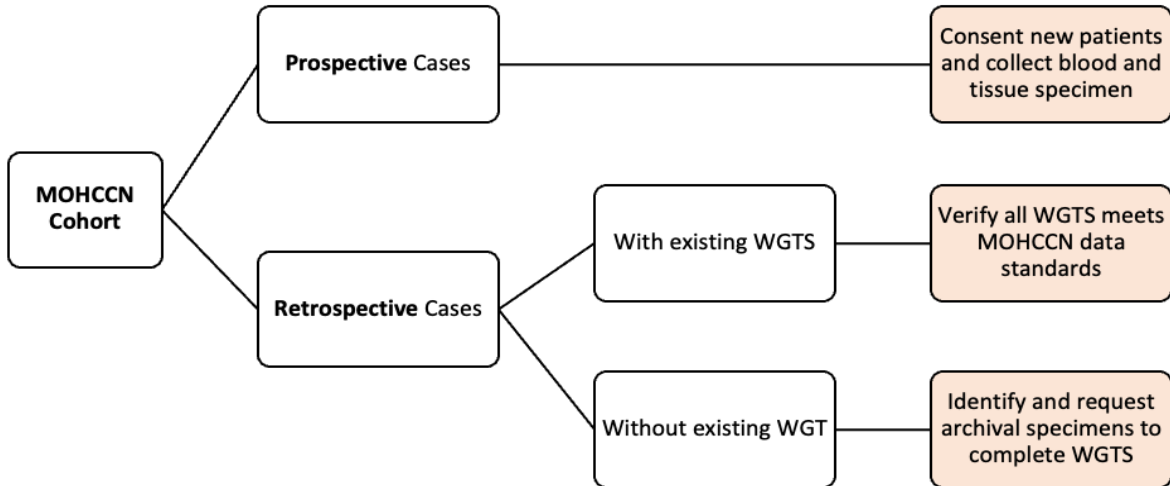 Prospective Cases
Consent new patients
and collect blood and
tissue specimen
MOHCCN
Cohort
With existing WGTS
Verify all WGTS meets
MOHCCN data
standards
Retrospective Cases
Without existing WGT
Identify and request
archival specimens to
complete WGTS